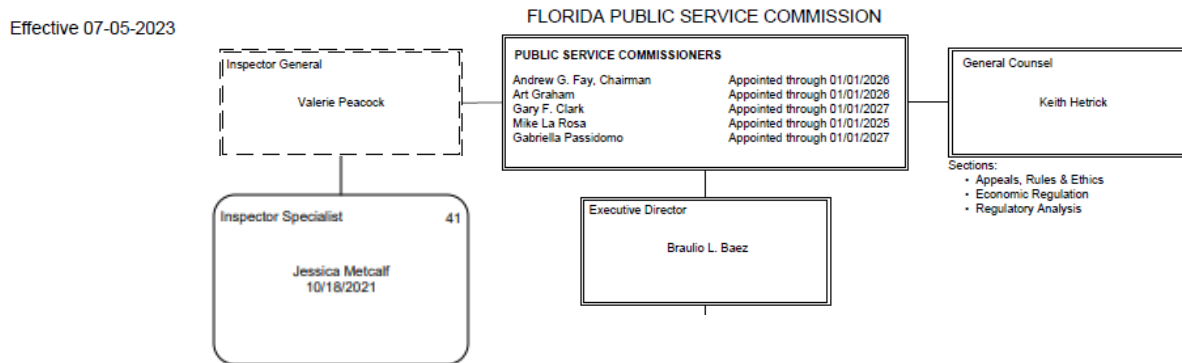 FLORIDA PUBLIC SERVICE COMMISSION
Effective 07-05-2023
PUBLIC SERVICE COMMISSIONERS
Andrew G. Fay, Chairman Appointed through 01/01/2026
Art Graham Appointed through 01/01/2026
Gary F. Clark Appointed through 01/01/2027
Mike La Rosa Appointed through 01/01/2025
Gabriella Passidomo Appointed through 01/01/2027
Inspector General
Valerie Peacock
General Counsel
Keith Hetrick
Sections:
• Appeals, Rules & Ethics
• Economic Regulation
• Regulatory Analysis
Inspector Specialist 41
Jessica Metcalf
10/18/2021
Executive Director
Braulio L. Baez